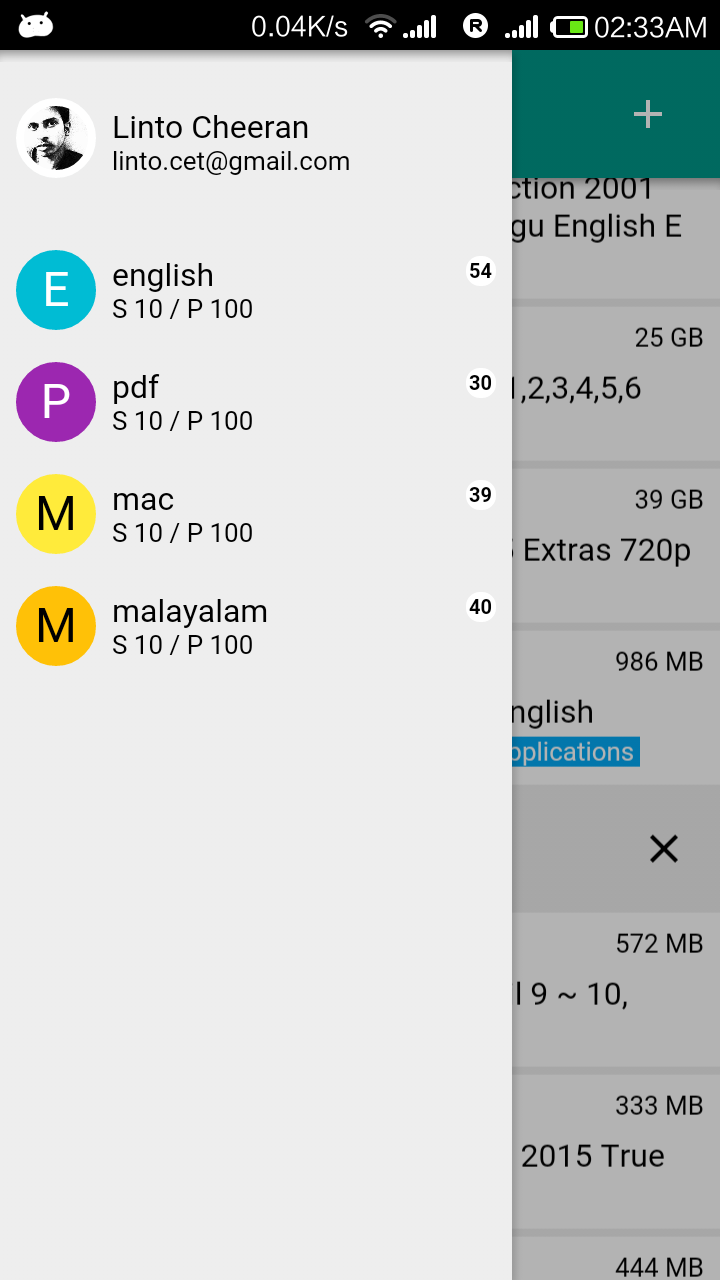 0.04K/s R 02:33AM
Linto Cheeran
linto.cet@gmail.com
E english 54
S 10 / P 100
P pdf 30
S 10 / P 100
M mac 39
S 10 / P 100
M malayalam 40
S 10 / P 100
+
ction 2001
gu English E
25 GB
1,2,3,4,5,6
39 GB
Extras 720p
986 MB
nglish
pplications
572 MB
9 ~ 10,
333 MB
2015 True
444 MB